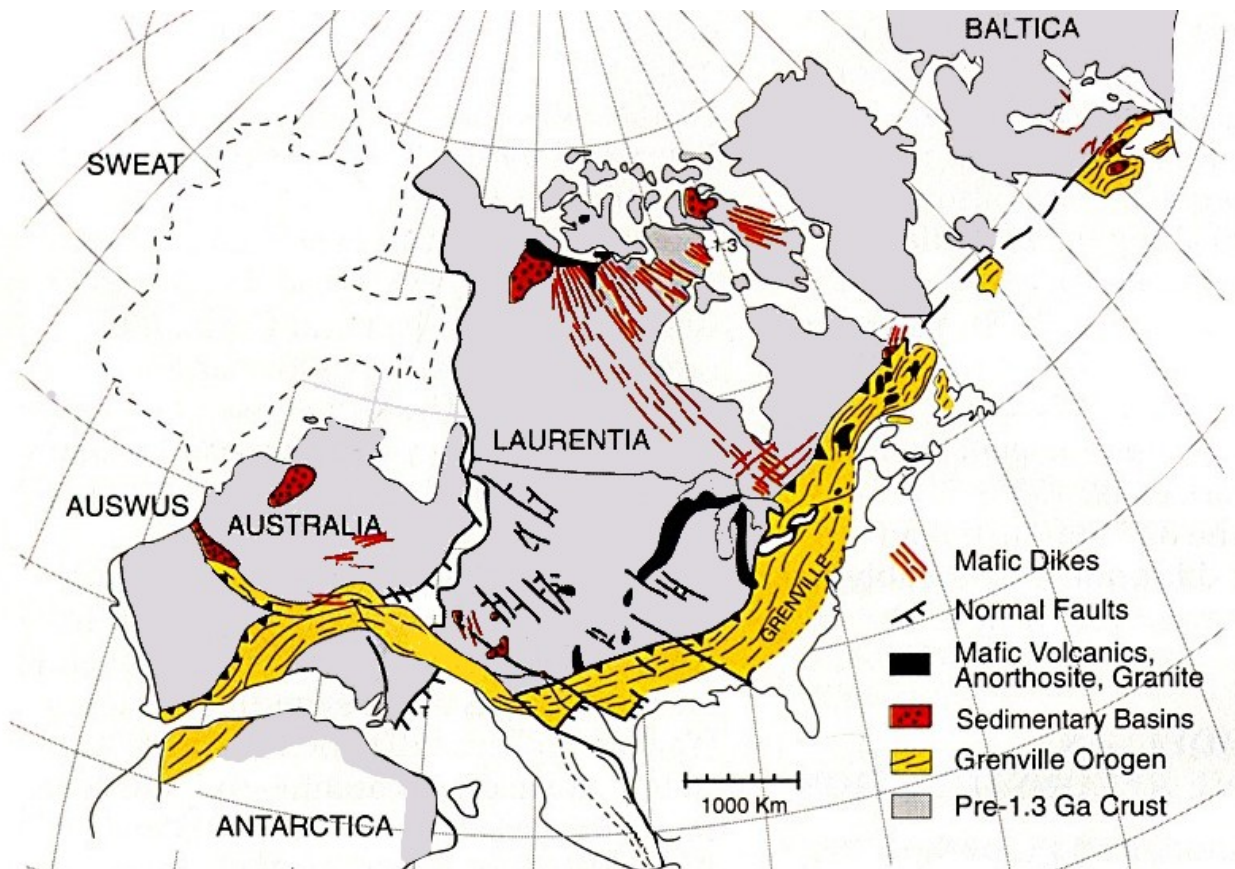 BALTICA
SWEAT
1.3
LAURENTIA
AUSWUS
AUSTRALIA
GRENVILLE
Mafic Dikes
Normal Faults
Mafic Volcanics,
Anorthosite, Granite
Sedimentary Basins
Grenville Orogen
Pre-1.3 Ga Crust
1000 Km
ANTARCTICA